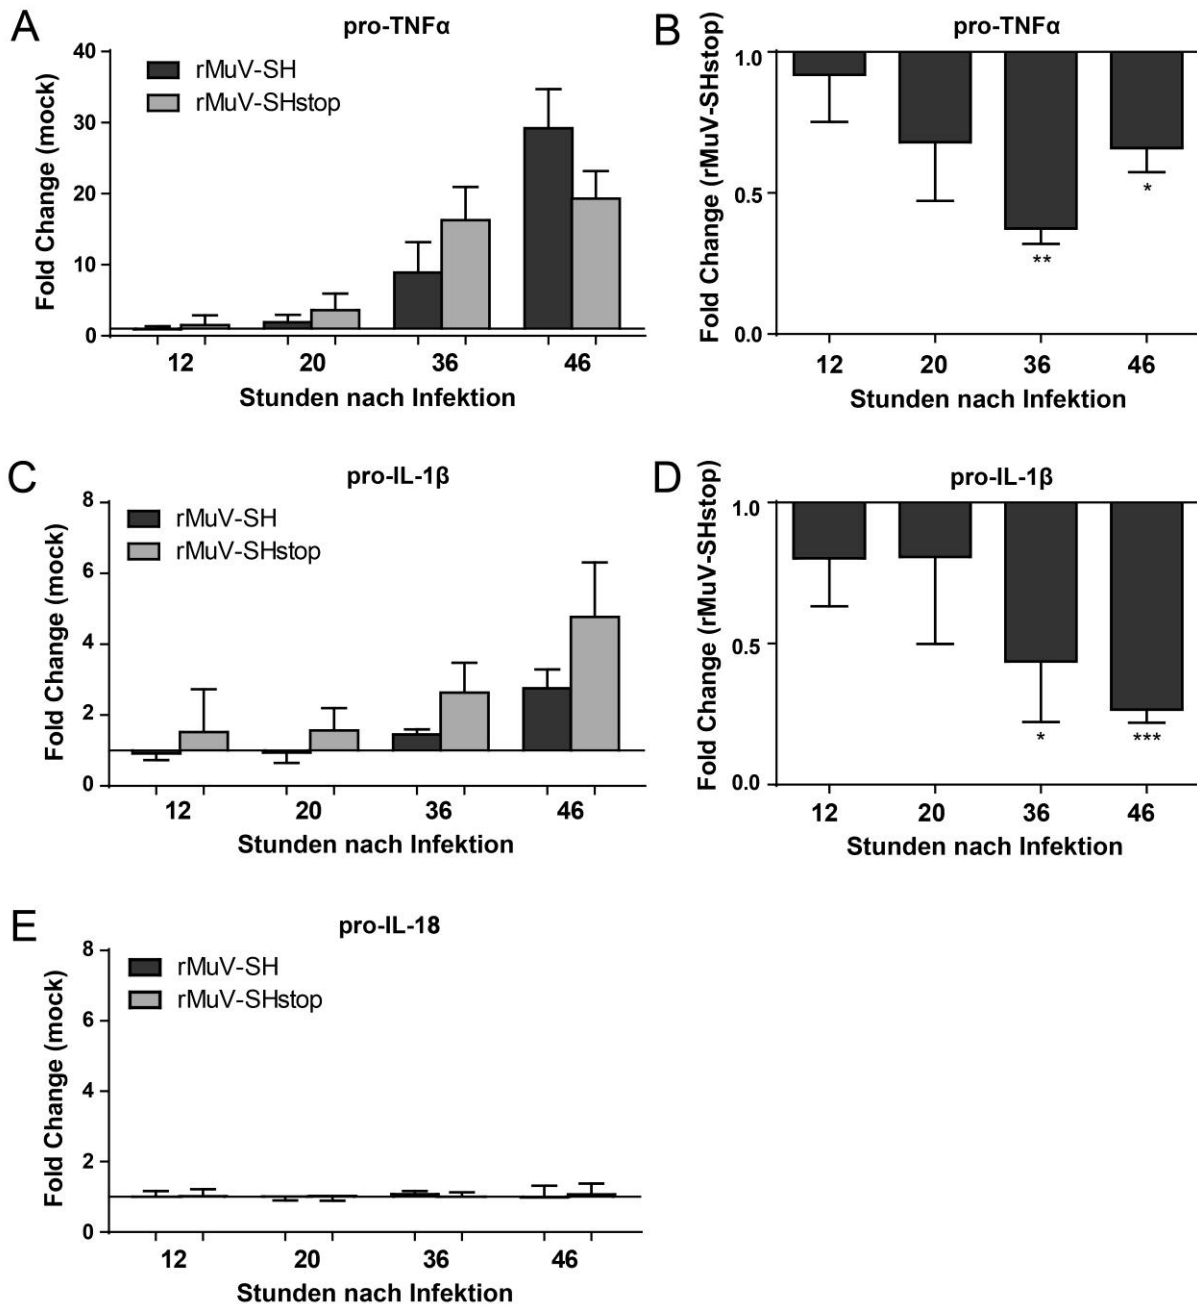 A
pro-TNFα
Fold Change (mock)
40
30
20
10
0
rMuV-SH
rMuV-SHstop
12 20 36 46
Stunden nach Infektion
B
pro-TNFα
Fold Change (rMuV-SHstop)
1.0
0.5
0.0
**
*
12 20 36 46
Stunden nach Infektion
C
pro-IL-1β
Fold Change (mock)
8
6
4
2
0
rMuV-SH
rMuV-SHstop
12 20 36 46
Stunden nach Infektion
D
pro-IL-1β
Fold Change (rMuV-SHstop)
1.0
0.5
0.0
*
***
12 20 36 46
Stunden nach Infektion
E
pro-IL-18
Fold Change (mock)
8
6
4
2
0
rMuV-SH
rMuV-SHstop
12 20 36 46
Stunden nach Infektion